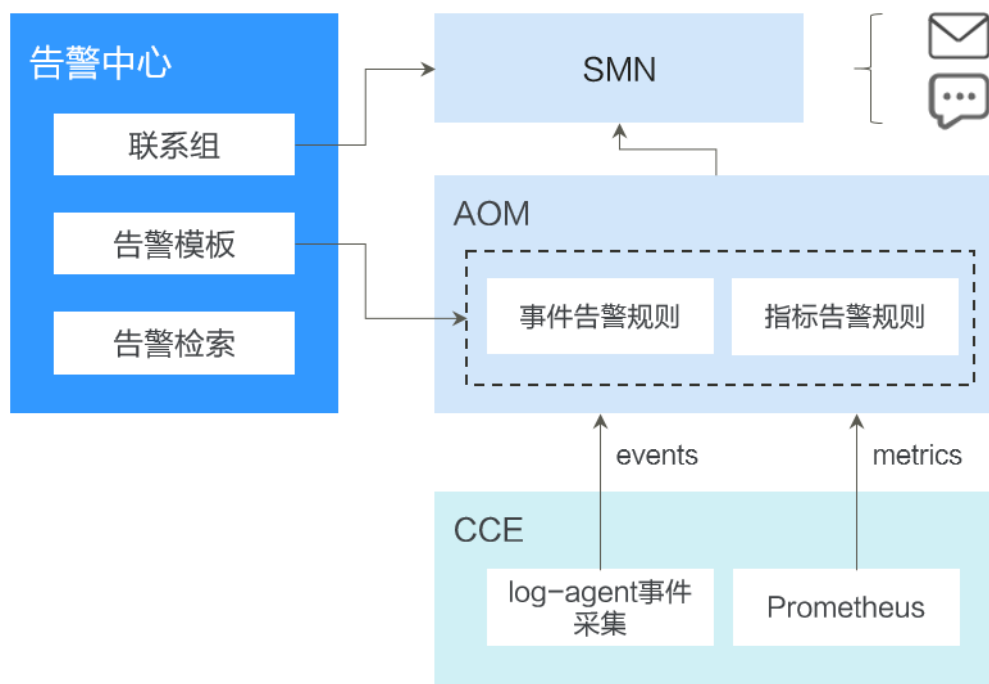 告警中心
联系组
告警模板
告警检索
SMN
AOM
事件告警规则
指标告警规则
events
metrics
CCE
log-agent事件
采集
Prometheus